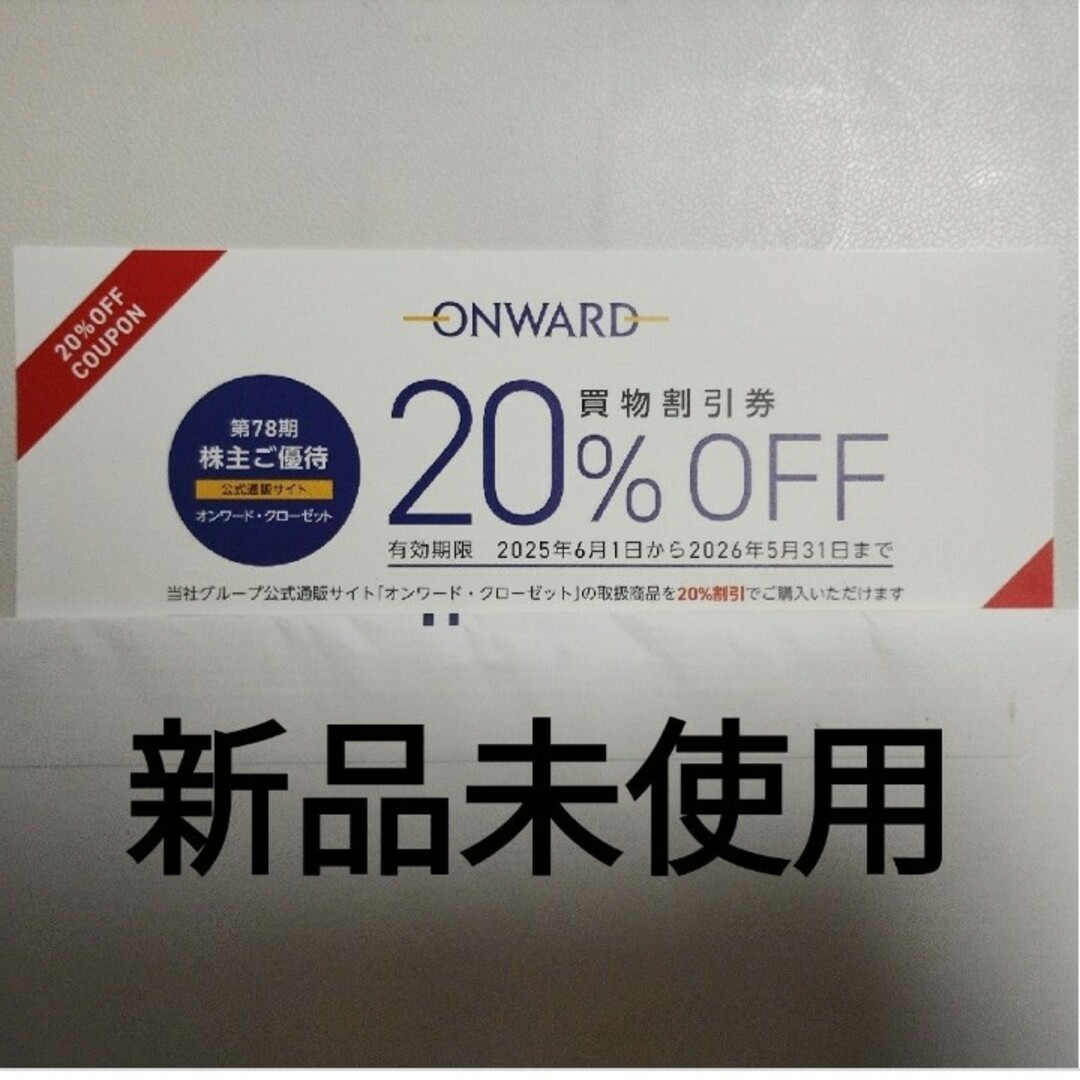 20%OFF
COUPON
ONWARD
第78期
株主ご優待
公式通販サイト
オンワード・クローゼット
買物割引券
20%OFF
有効期限 2025年6月1日から2026年5月31日まで
当社グループ公式通販サイト「オンワード・クローゼット」の取扱商品を20%割引でご購入いただけます
新品未使用